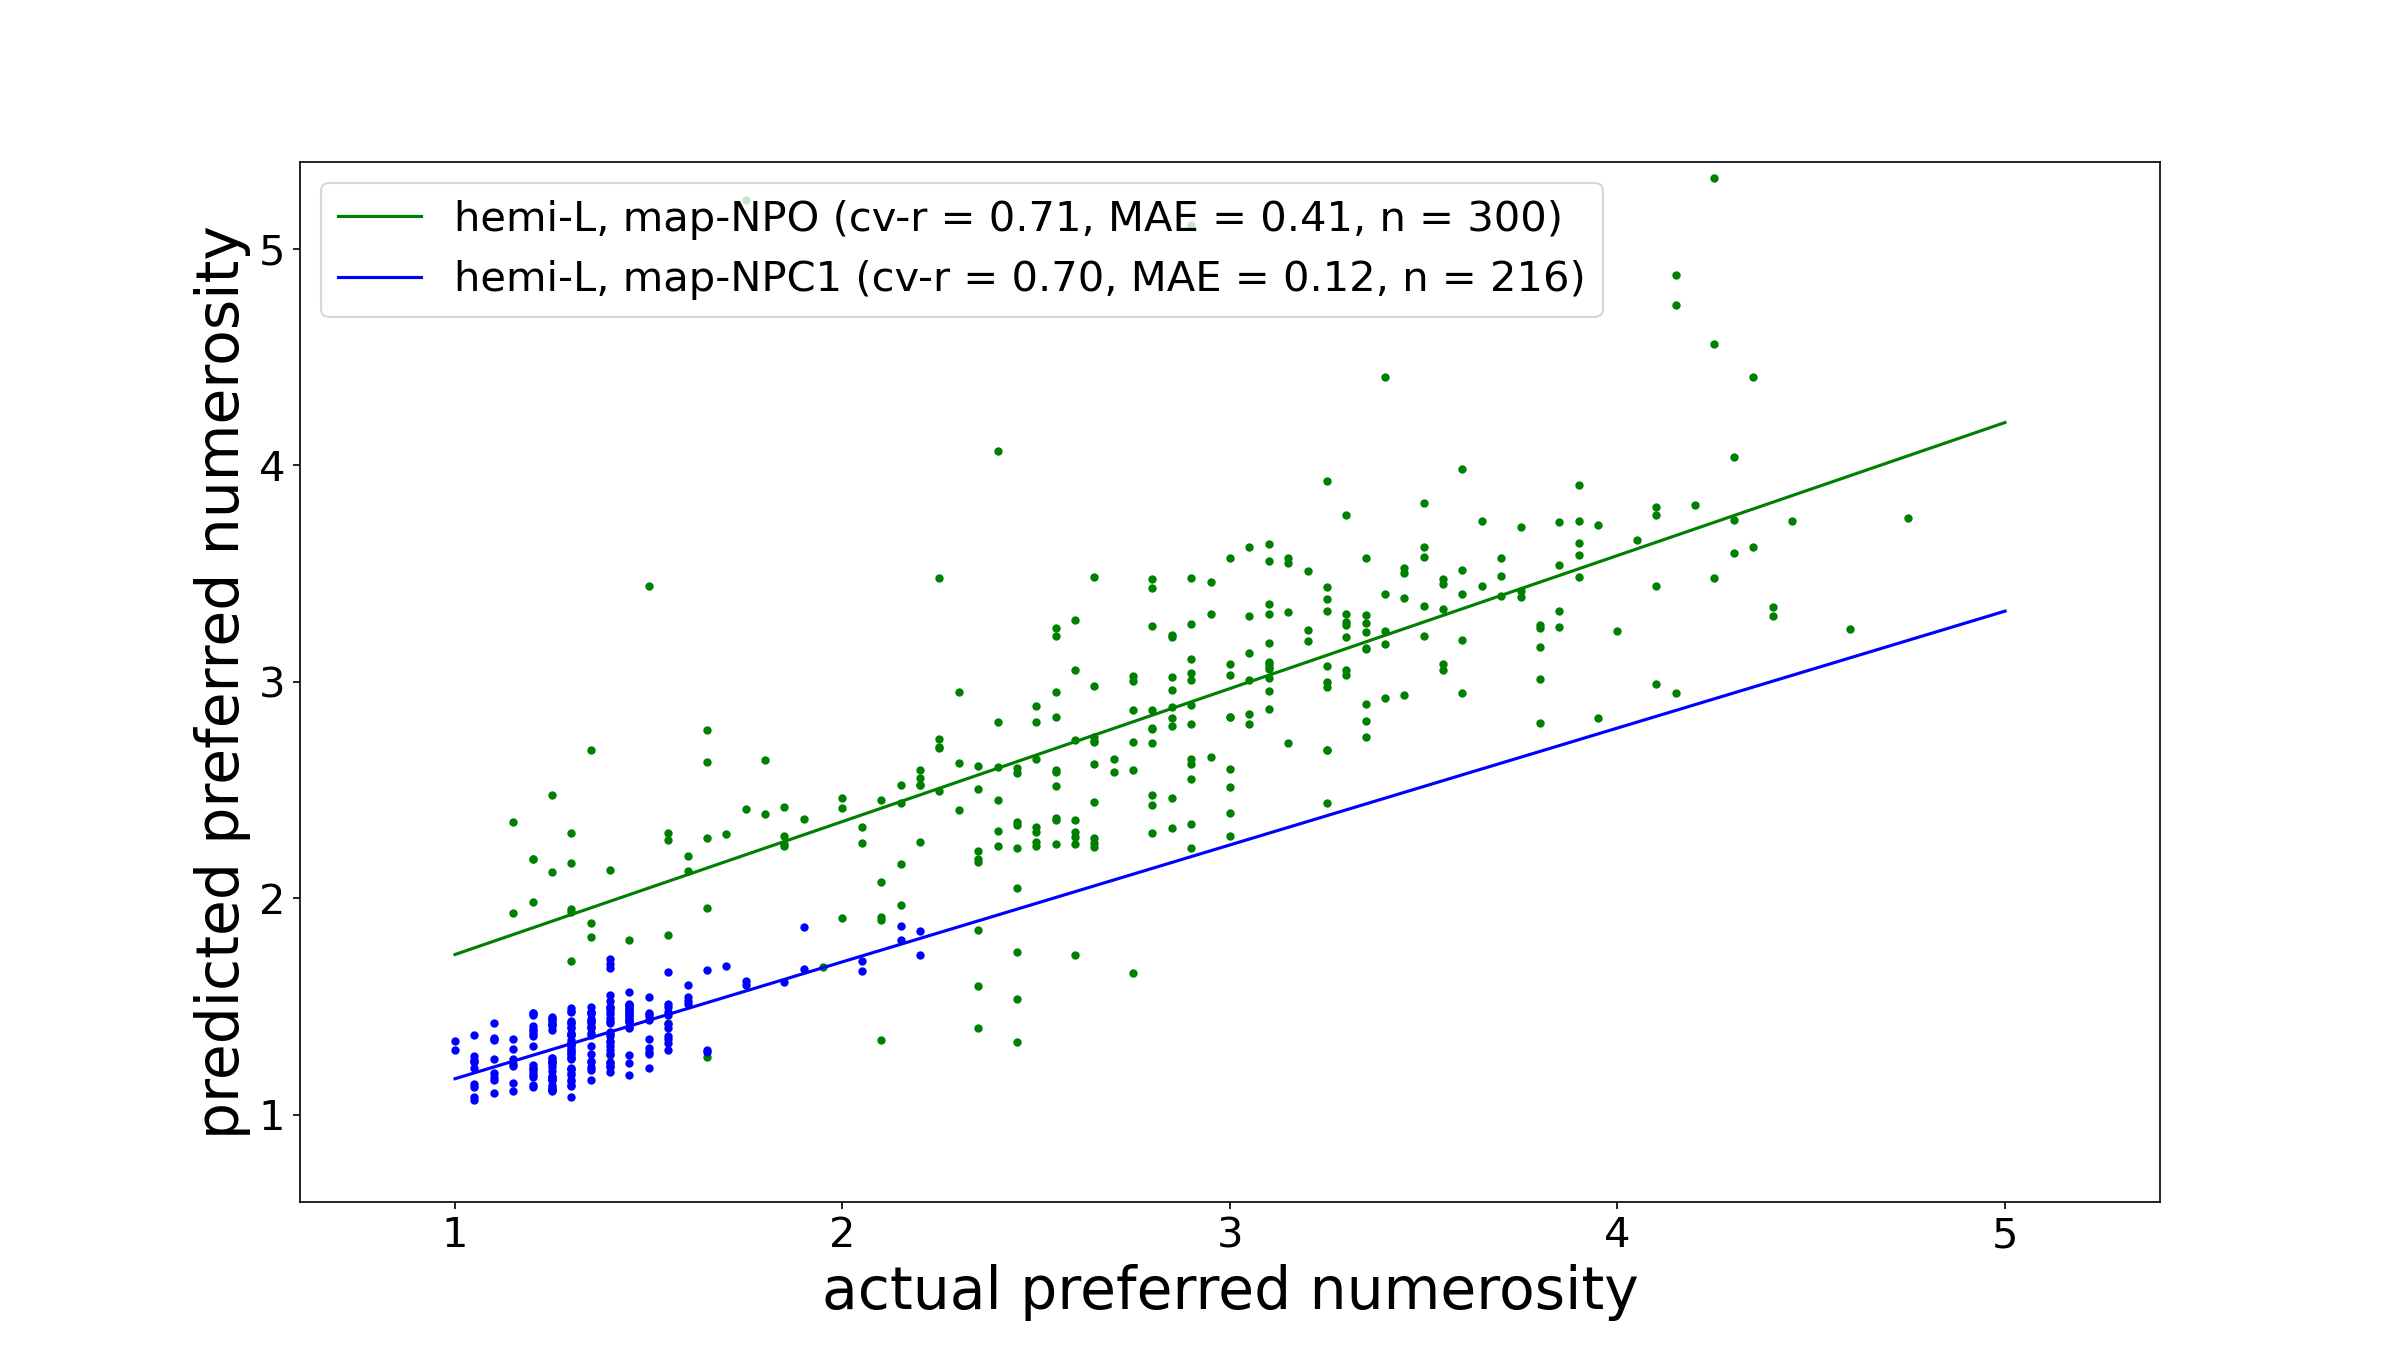 hemi-L, map-NPO (cv-r = 0.71, MAE = 0.41, n = 300)
hemi-L, map-NPC1 (cv-r = 0.70, MAE = 0.12, n = 216)
predicted preferred numerosity
5
4
3
2
1
1 2 3 4 5
actual preferred numerosity